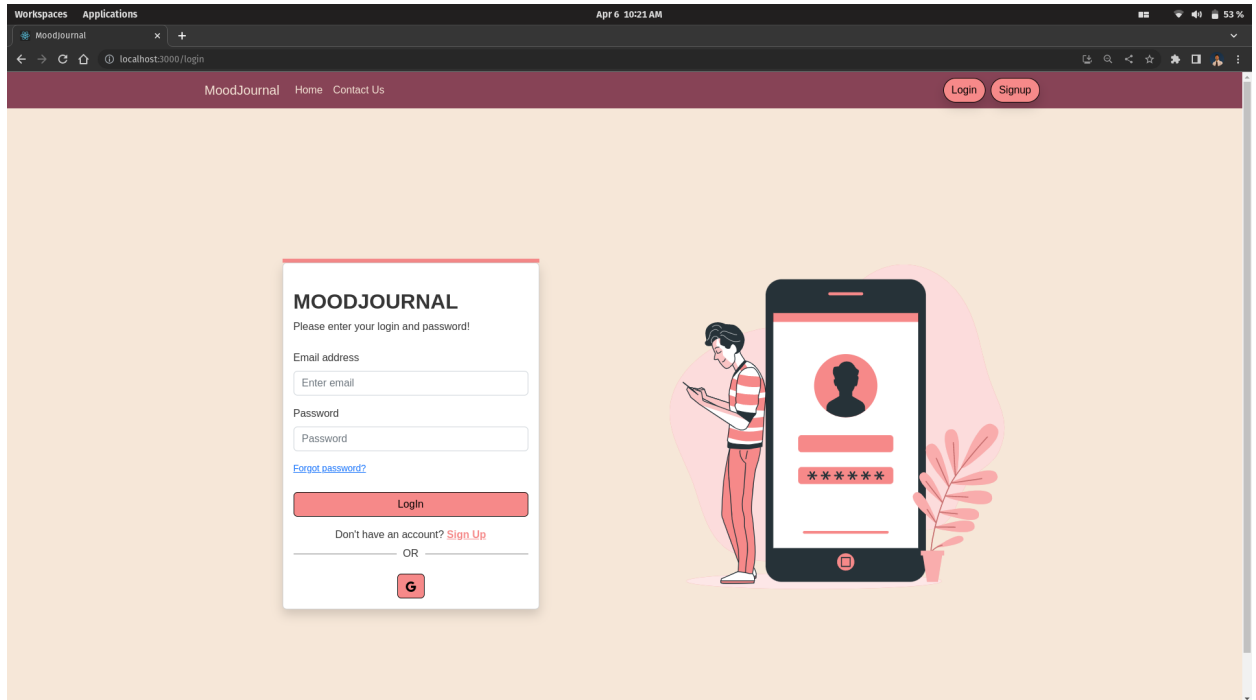 Workspaces Applications Apr 6 10:21 AM 53 %
MoodJournal
localhost:3000/login
MoodJournal Home Contact Us Login Signup
MOODJOURNAL
Please enter your login and password!
Email address
Enter email
Password
Password
Forgot password?
LogIn
Don't have an account? Sign Up
OR
G
******